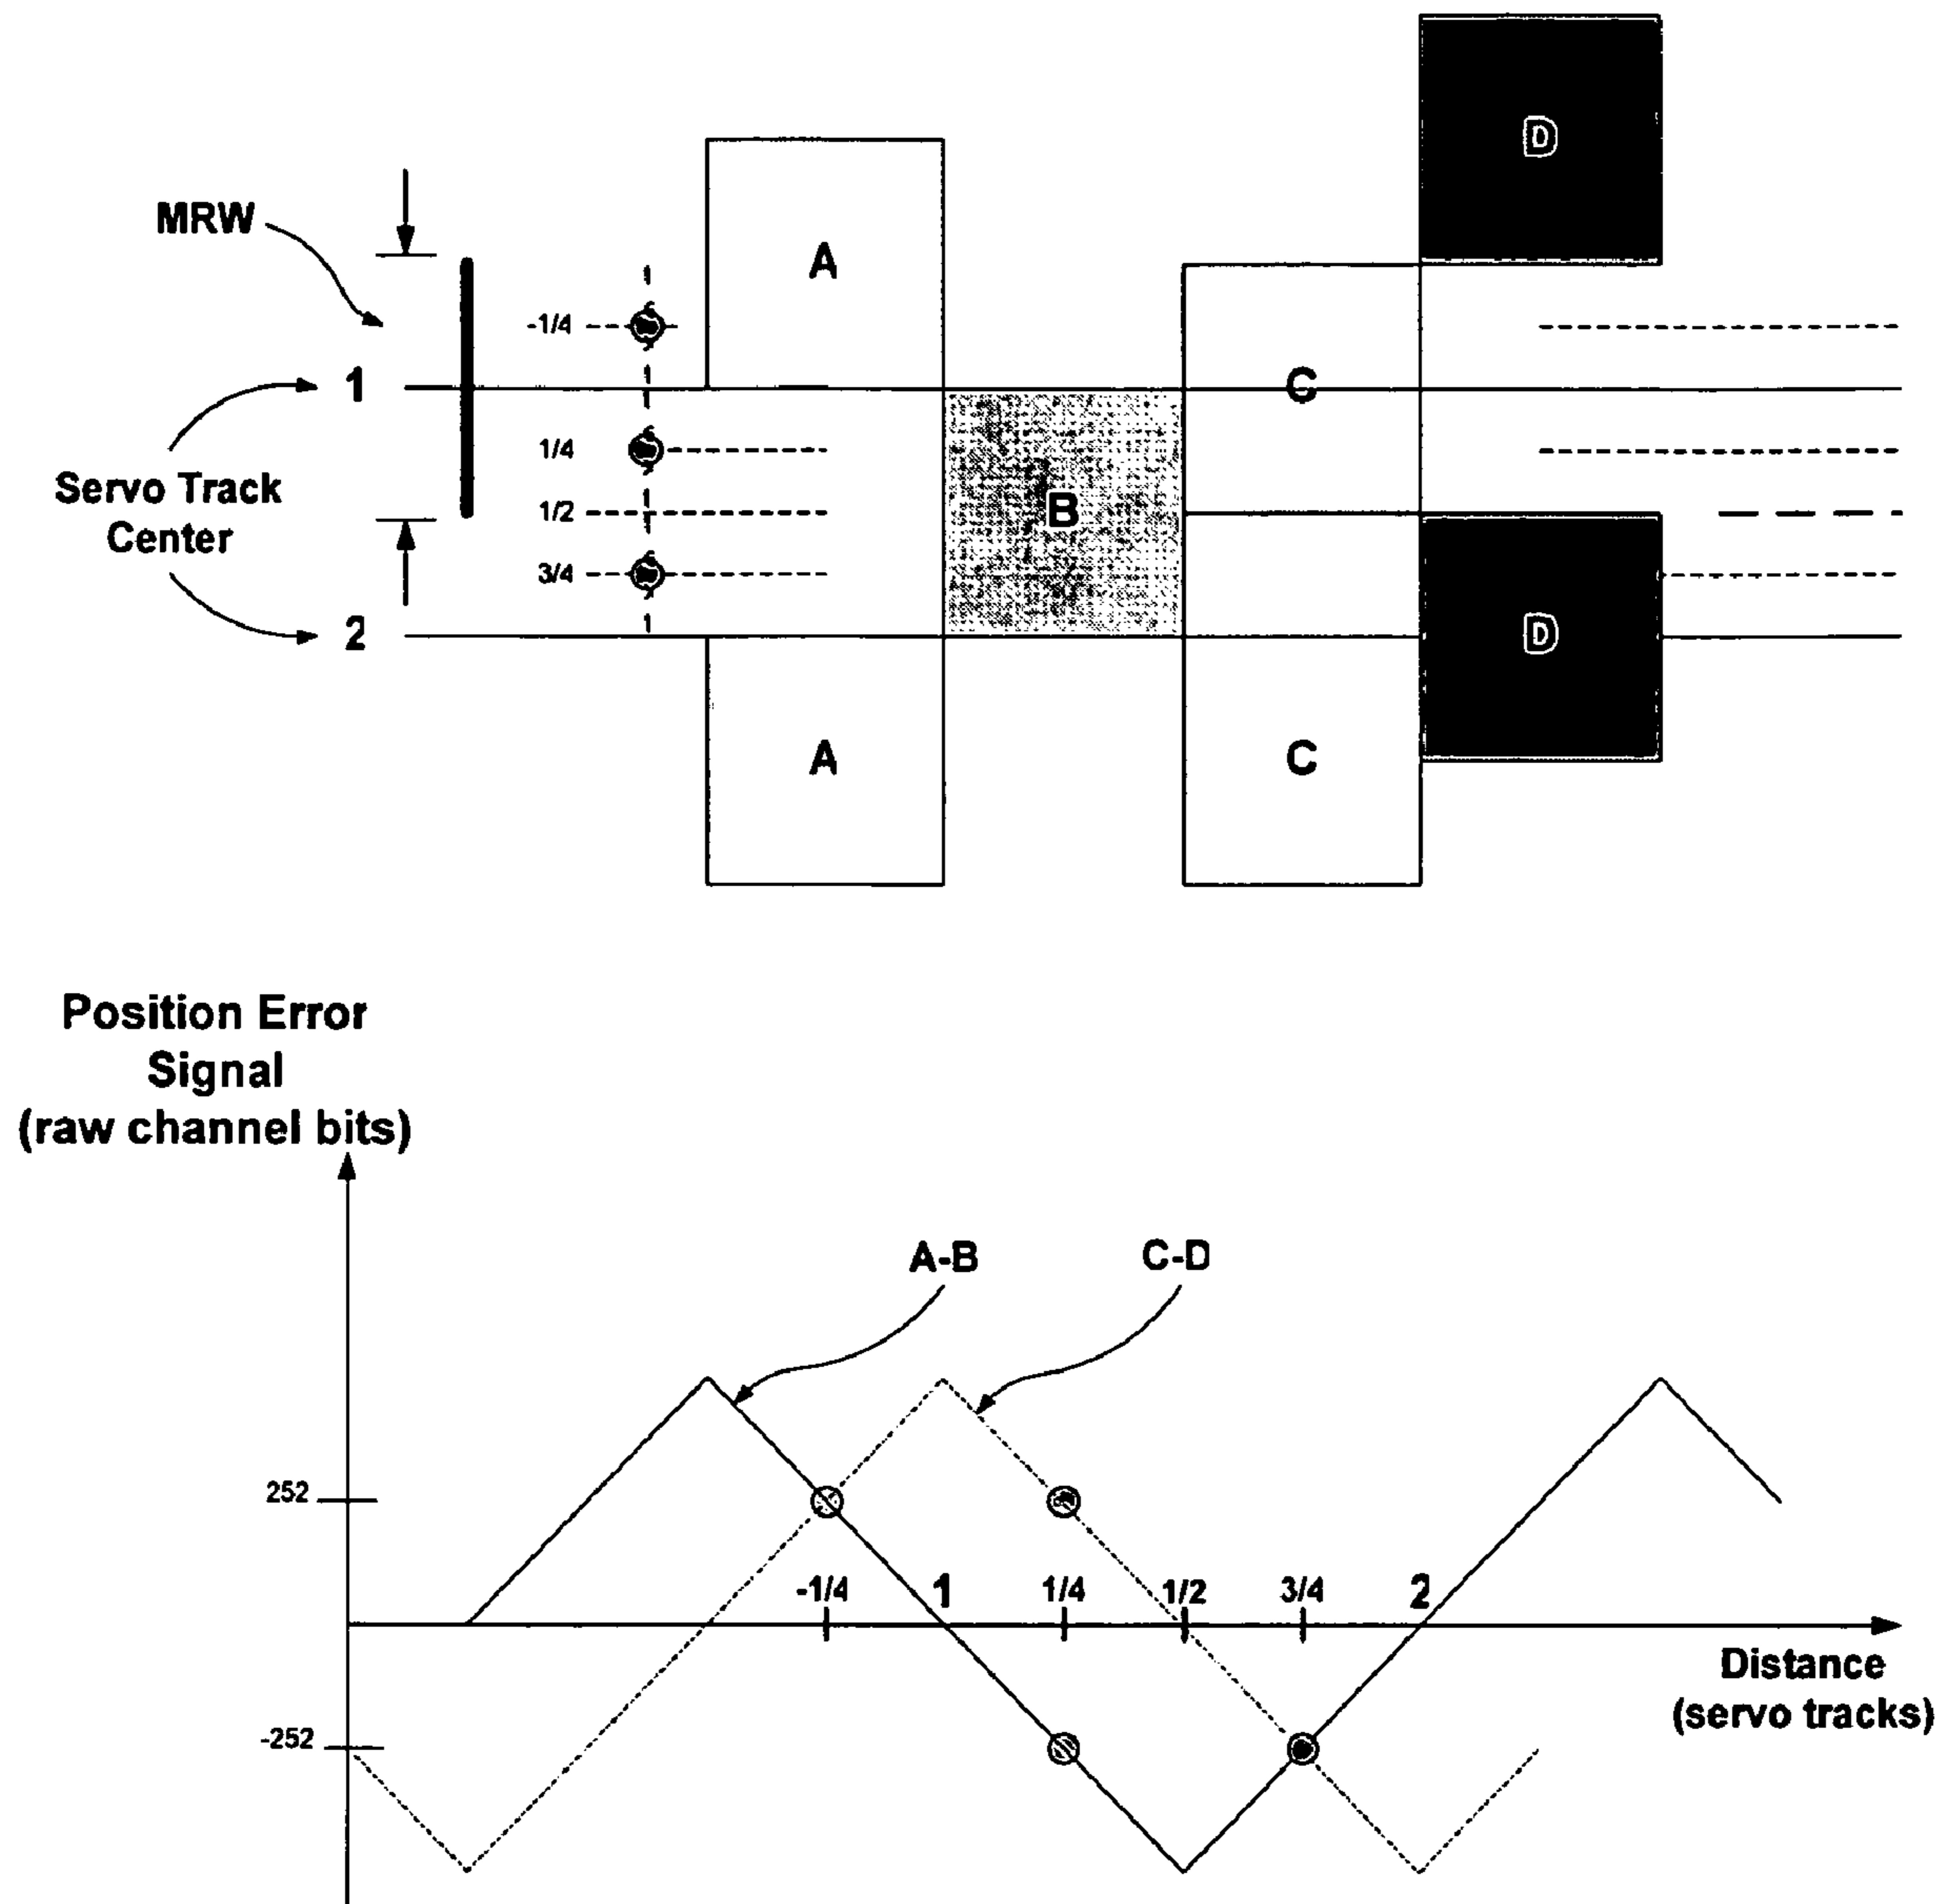 D
MRW
A
-1/4
1
C
1/4
Servo Track
Center
1/2
B
3/4
2
D
A
C
Position Error
Signal
(raw channel bits)
A-B
C-D
252
-1/4
1
1/4
1/2
3/4
2
Distance
(servo tracks)
-252